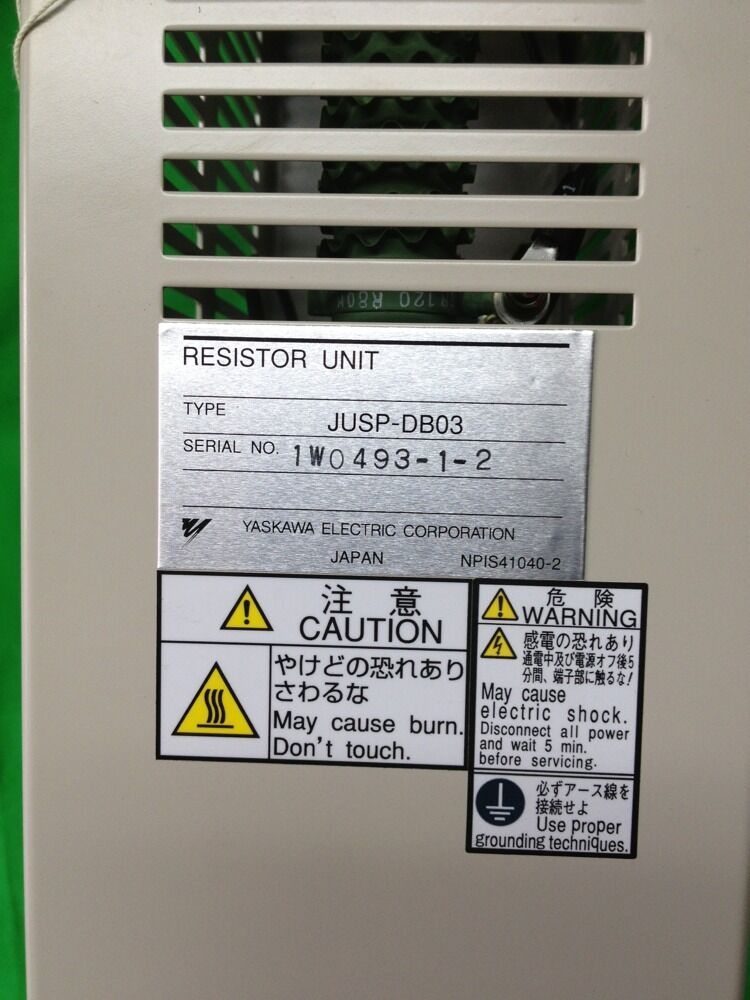 R120 R80K
RESISTOR UNIT
TYPE JUSP-DB03
SERIAL NO. 1W0493-1-2
YASKAWA ELECTRIC CORPORATION
JAPAN NPIS41040-2
注意
CAUTION
やけどの恐れあり
さわるな
May cause burn.
Don't touch.
危険
WARNING
感電の恐れあり
通電中及び電源オフ後5
分間、端子部に触るな!
May cause
electric shock.
Disconnect all power
and wait 5 min.
before servicing.
必ずアース線を
接続せよ
Use proper
grounding techniques.